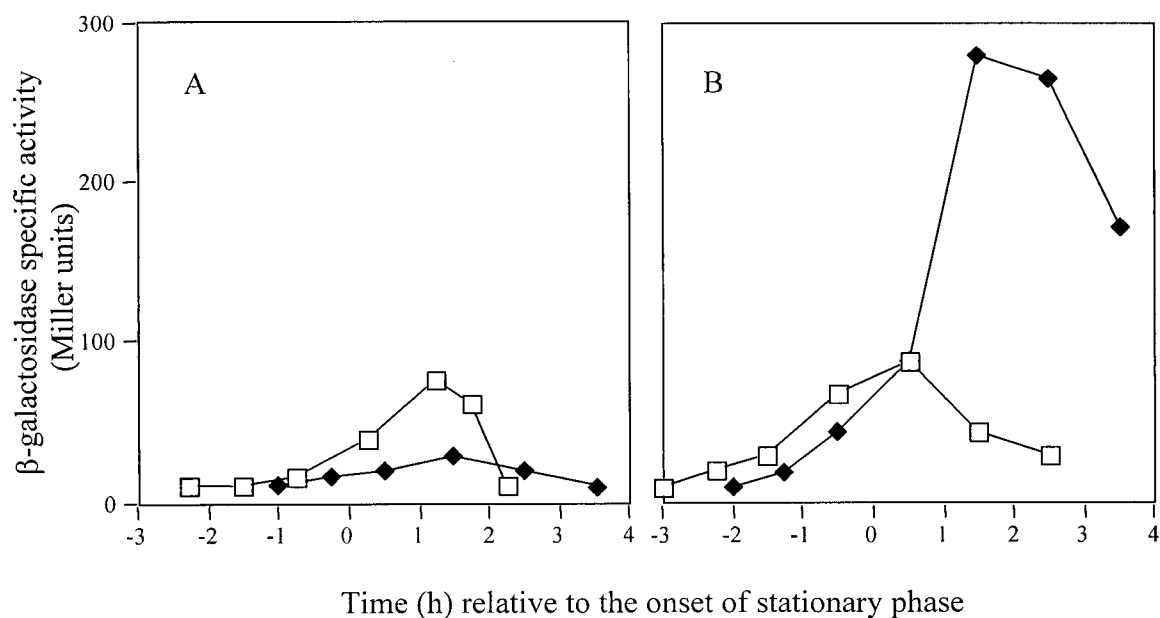 β-galactosidase specific activity
(Miller units)
300
200
100
0
A
B
-3 -2 -1 0 1 2 3 4
-3 -2 -1 0 1 2 3 4
Time (h) relative to the onset of stationary phase